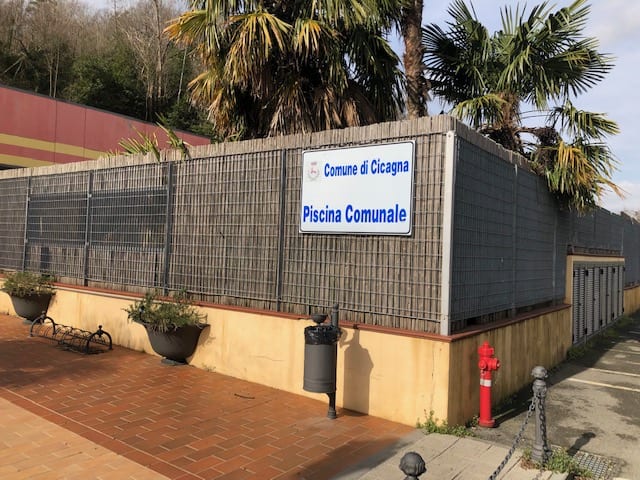 Comune di Cicagna
Piscina Comunale